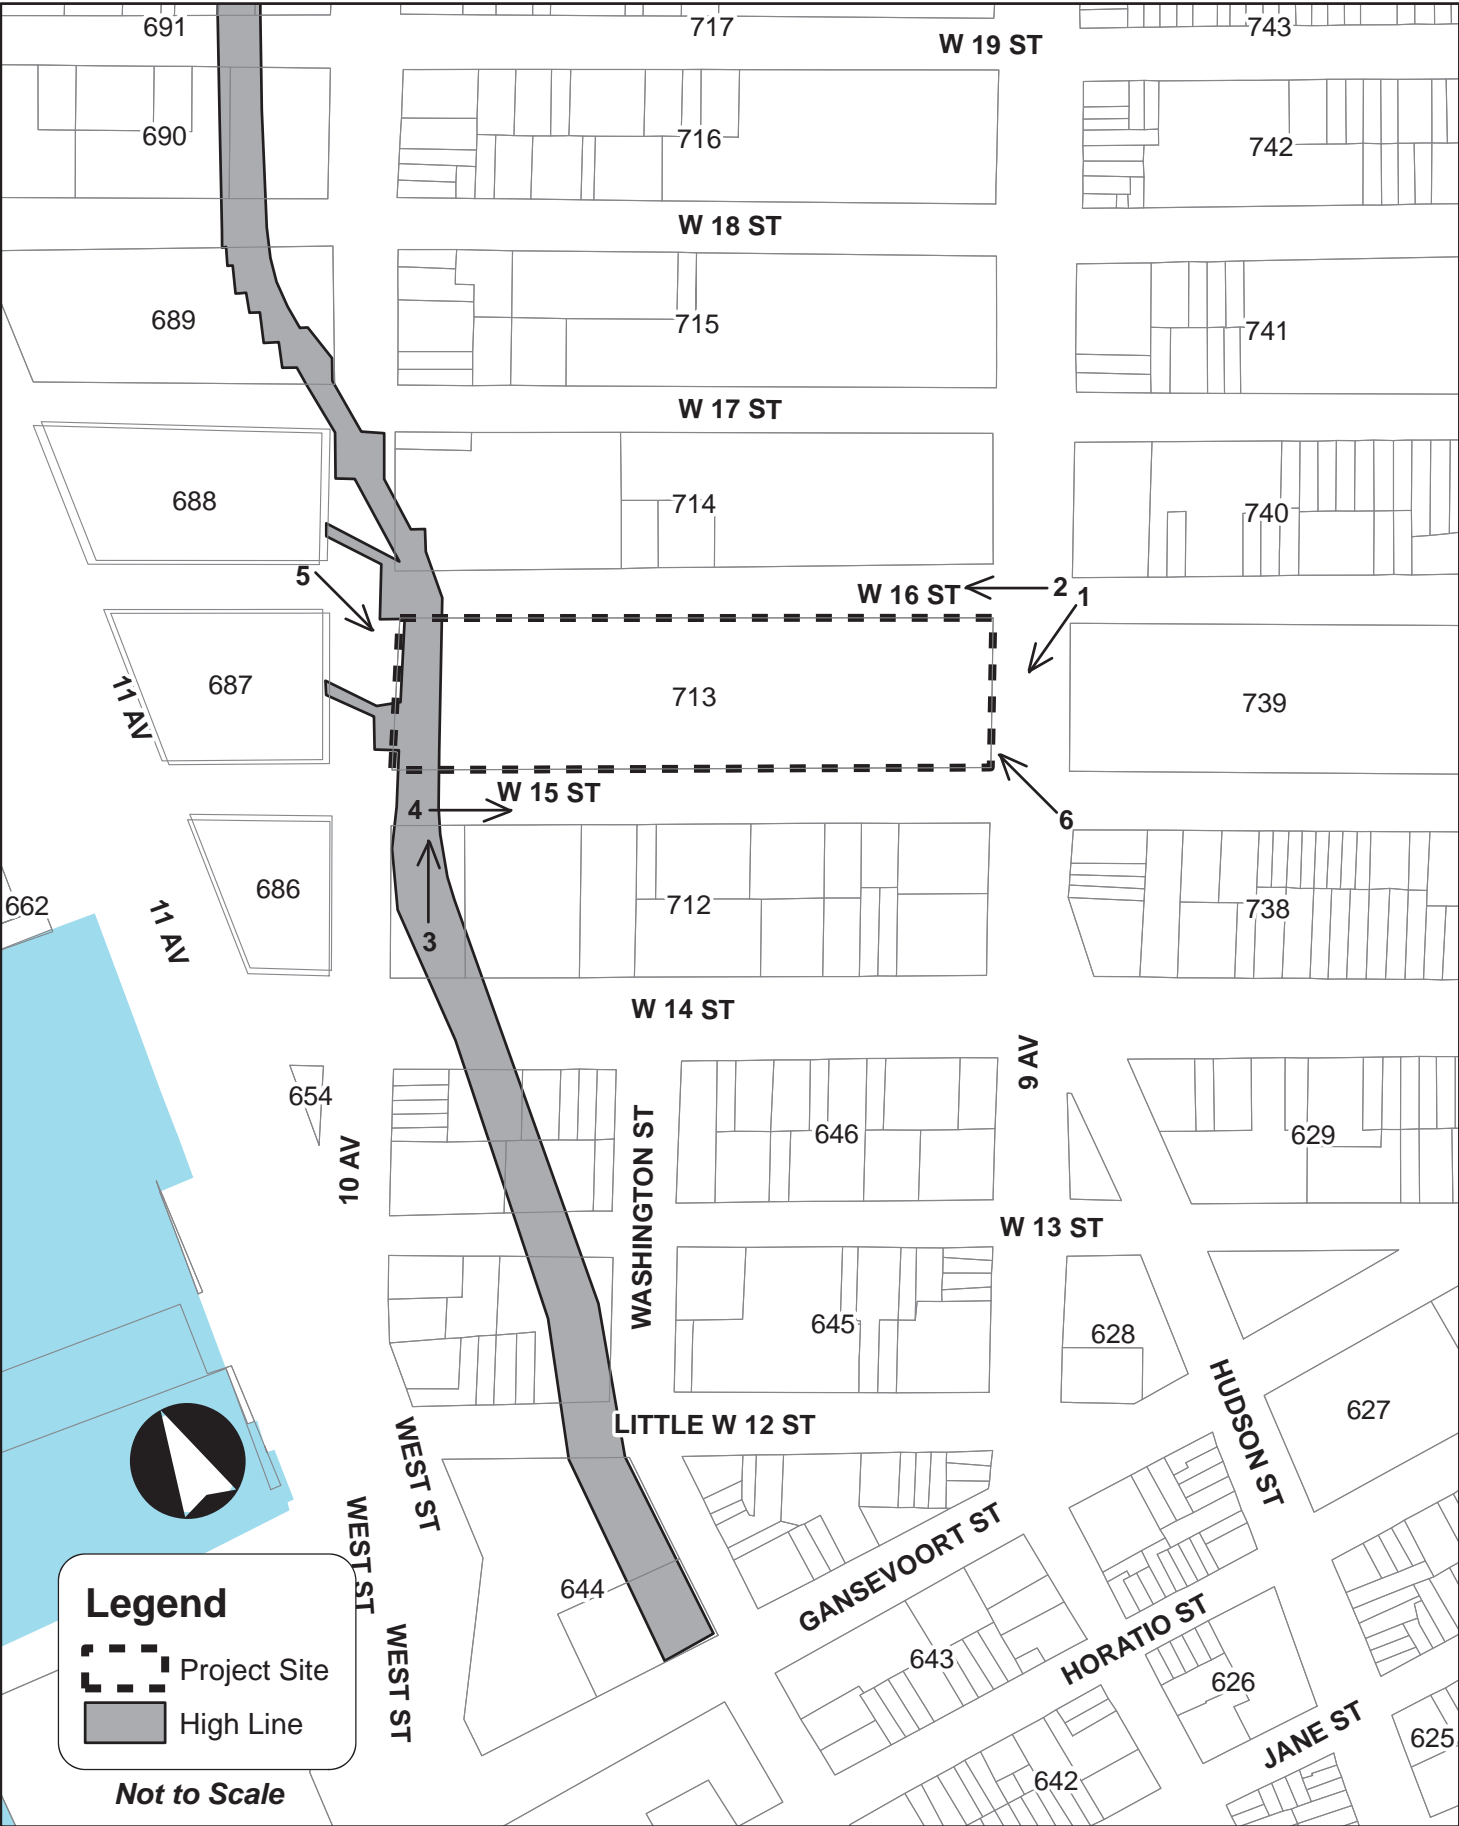 691
717
743
W 19 ST
690
716
742
W 18 ST
689
715
741
W 17 ST
688
714
740
5
W 16 ST
2
1
687
713
739
11 AV
W 15 ST
4
6
686
3
712
738
662
11 AV
W 14 ST
9 AV
654
646
629
10 AV
WASHINGTON ST
W 13 ST
645
628
HUDSON ST
627
LITTLE W 12 ST
WEST ST
WEST ST
GANSEVOORT ST
644
643
HORATIO ST
626
WEST ST
JANE ST
625
642
Legend
Project Site
High Line
Not to Scale